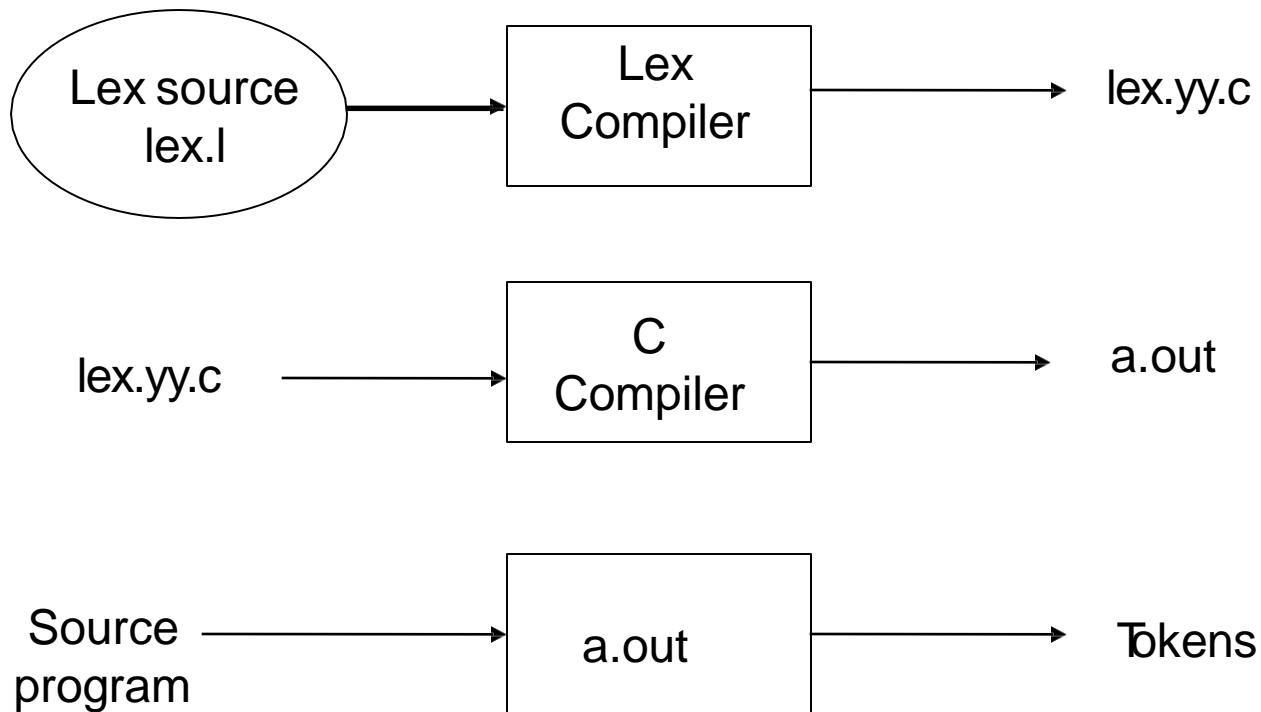 Lex source
lex.l
Lex
Compiler
lex.yy.c
lex.yy.c
C
Compiler
a.out
Source
program
a.out
Tokens